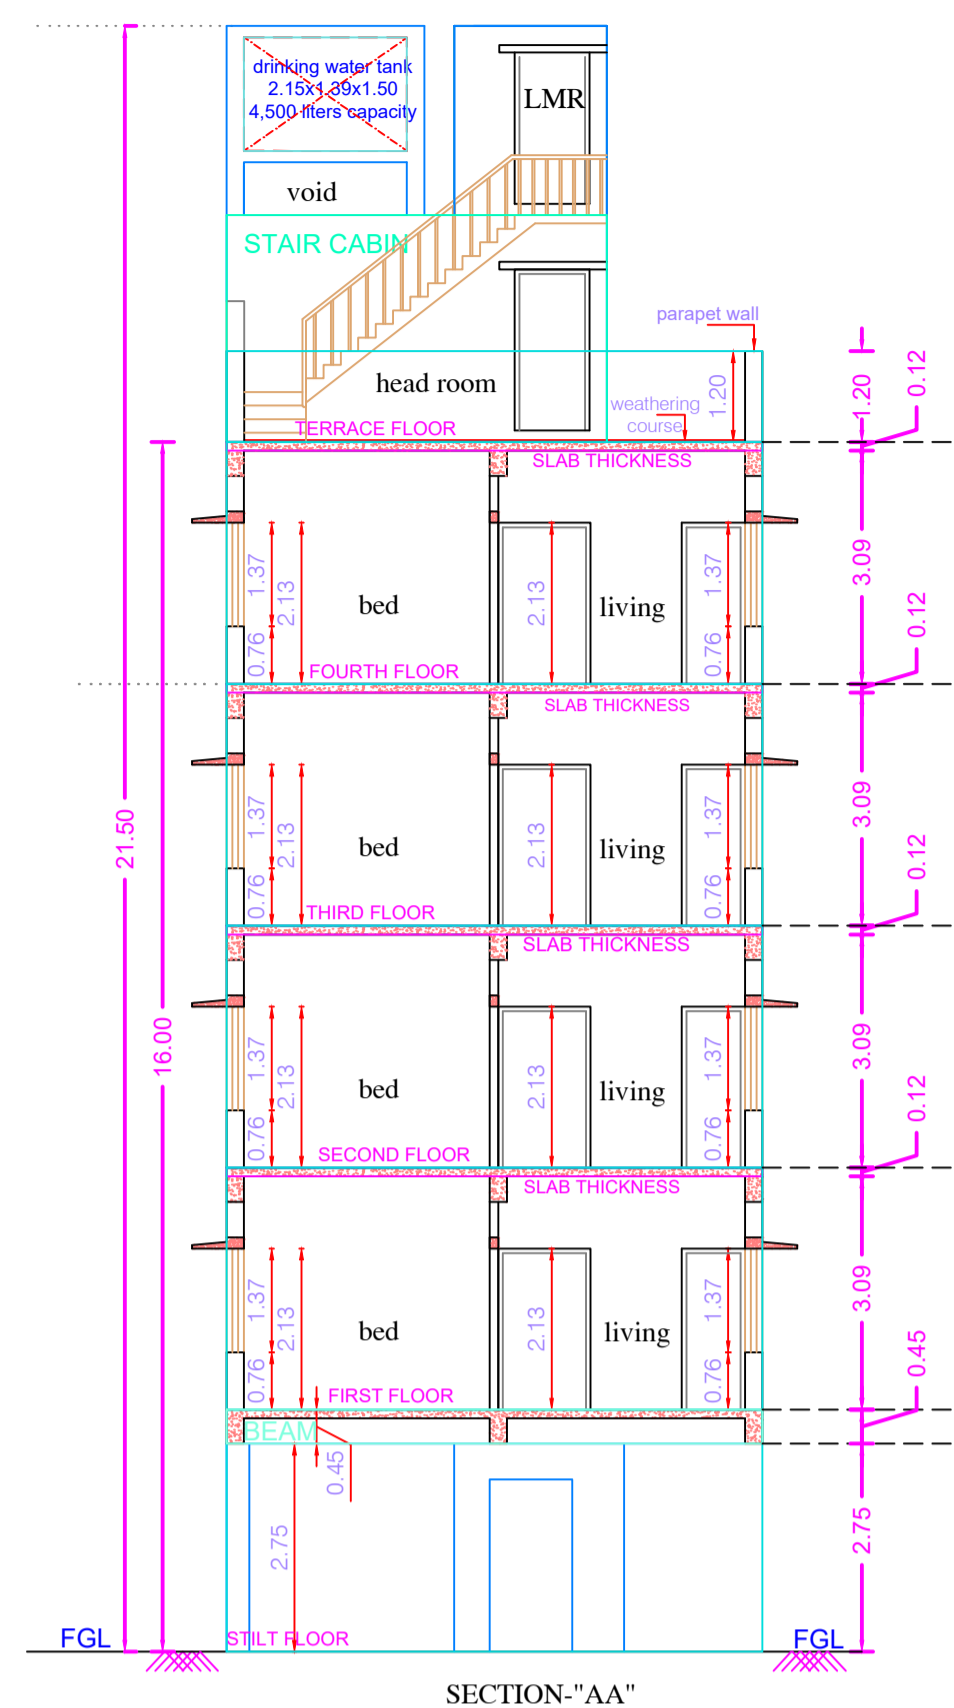 drinking water tank
2.15x1.39x1.50
4,500 liters capacity
LMR
void
STAIR CABIN
parapet wall
head room
weathering
course
1.20
1.20
0.12
TERRACE FLOOR
SLAB THICKNESS
1.37
2.13
0.76
bed
2.13
living
1.37
0.76
3.09
0.12
FOURTH FLOOR
SLAB THICKNESS
21.50
1.37
2.13
0.76
bed
2.13
living
1.37
0.76
3.09
0.12
THIRD FLOOR
SLAB THICKNESS
16.00
1.37
2.13
0.76
bed
2.13
living
1.37
0.76
3.09
0.12
SECOND FLOOR
SLAB THICKNESS
1.37
2.13
0.76
bed
2.13
living
1.37
0.76
3.09
0.45
FIRST FLOOR
BEAM
0.45
2.75
2.75
FGL
STILT FLOOR
FGL
SECTION-"AA"